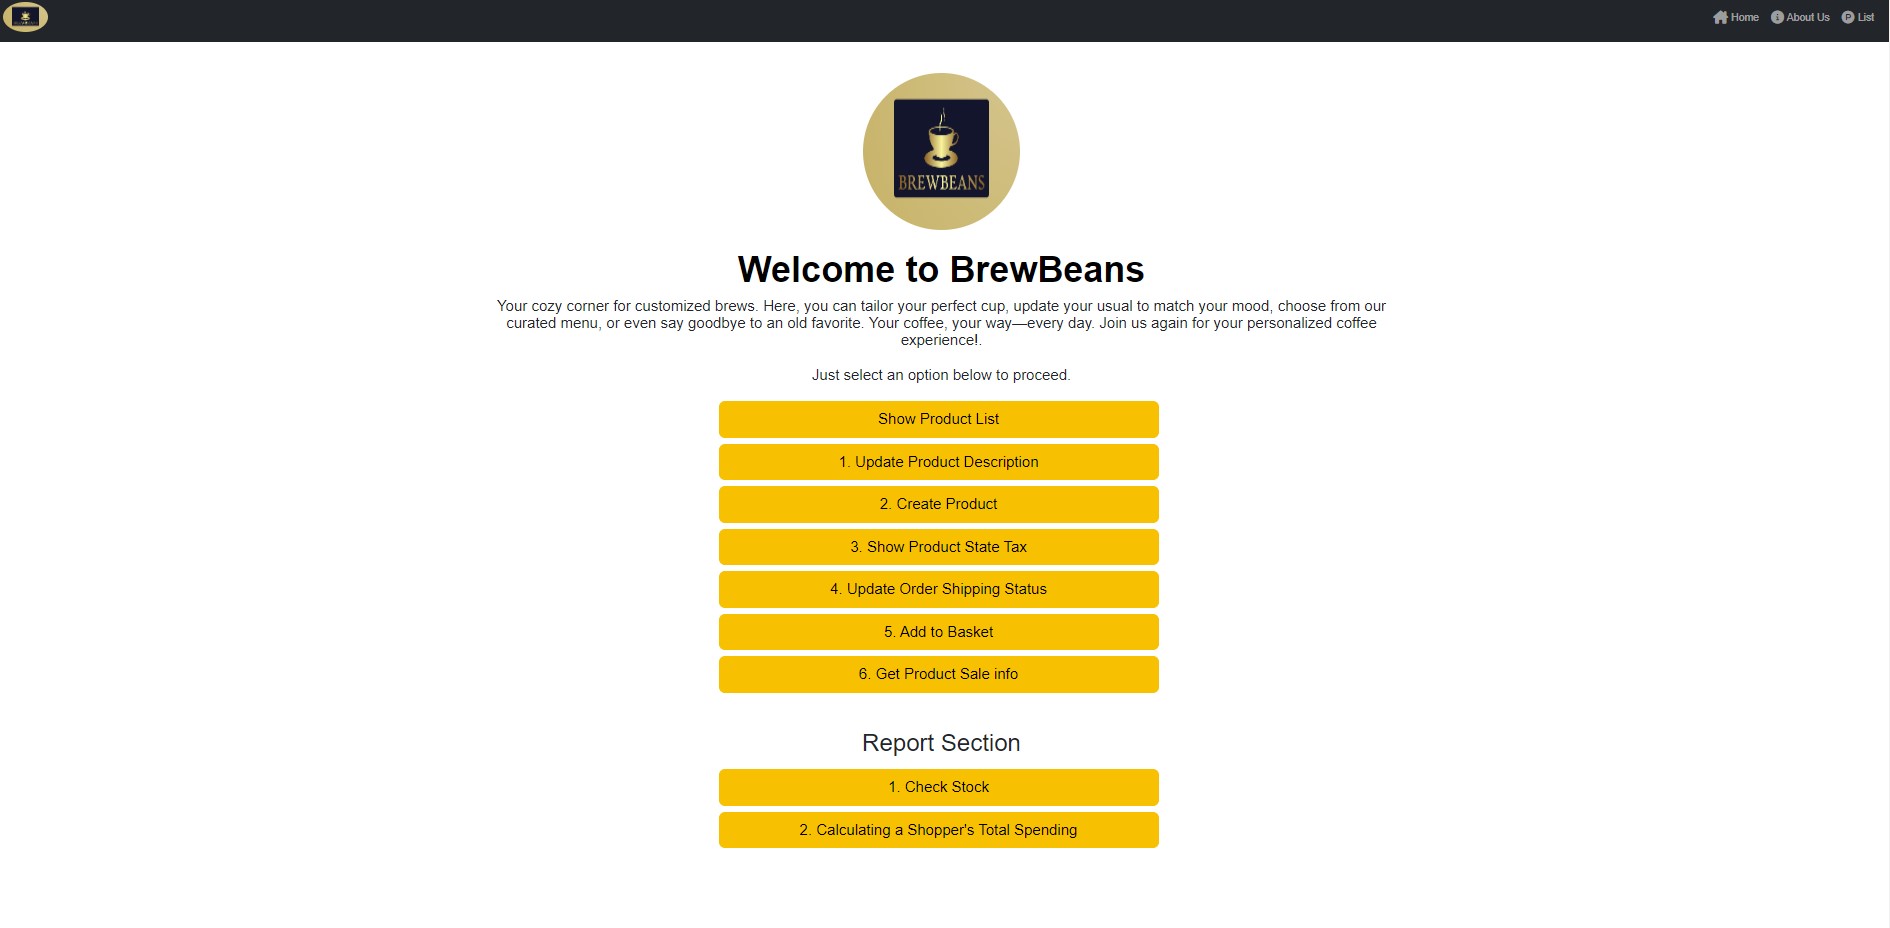 Home About Us List
BREWBEANS
Welcome to BrewBeans
Your cozy corner for customized brews. Here, you can tailor your perfect cup, update your usual to match your mood, choose from our
curated menu, or even say goodbye to an old favorite. Your coffee, your way—every day. Join us again for your personalized coffee
experience!.
Just select an option below to proceed.
Show Product List
1. Update Product Description
2. Create Product
3. Show Product State Tax
4. Update Order Shipping Status
5. Add to Basket
6. Get Product Sale info
Report Section
1. Check Stock
2. Calculating a Shopper's Total Spending